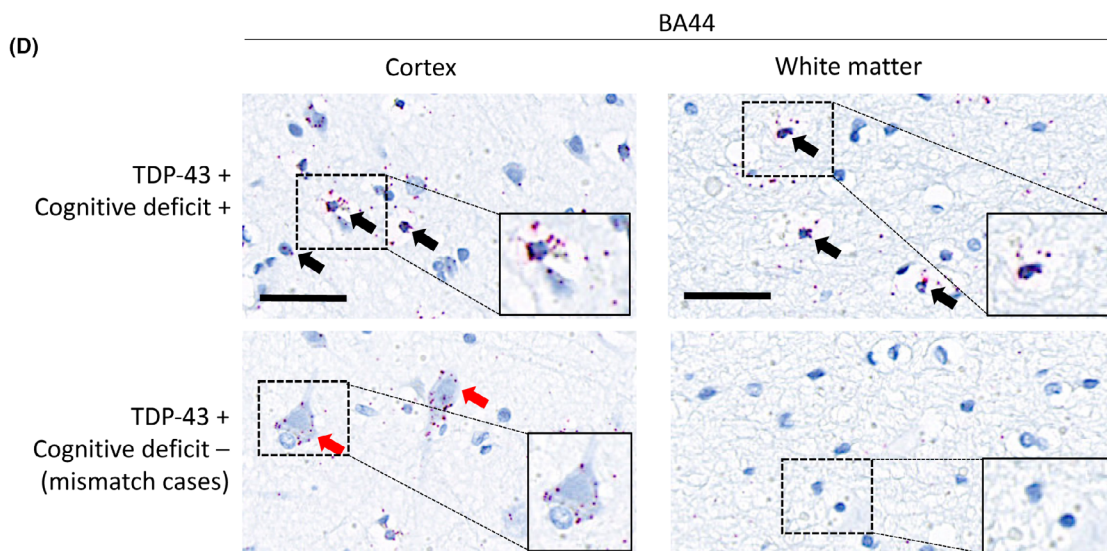 (D)
BA44
Cortex
White matter
TDP-43 +
Cognitive deficit +
TDP-43 +
Cognitive deficit –
(mismatch cases)